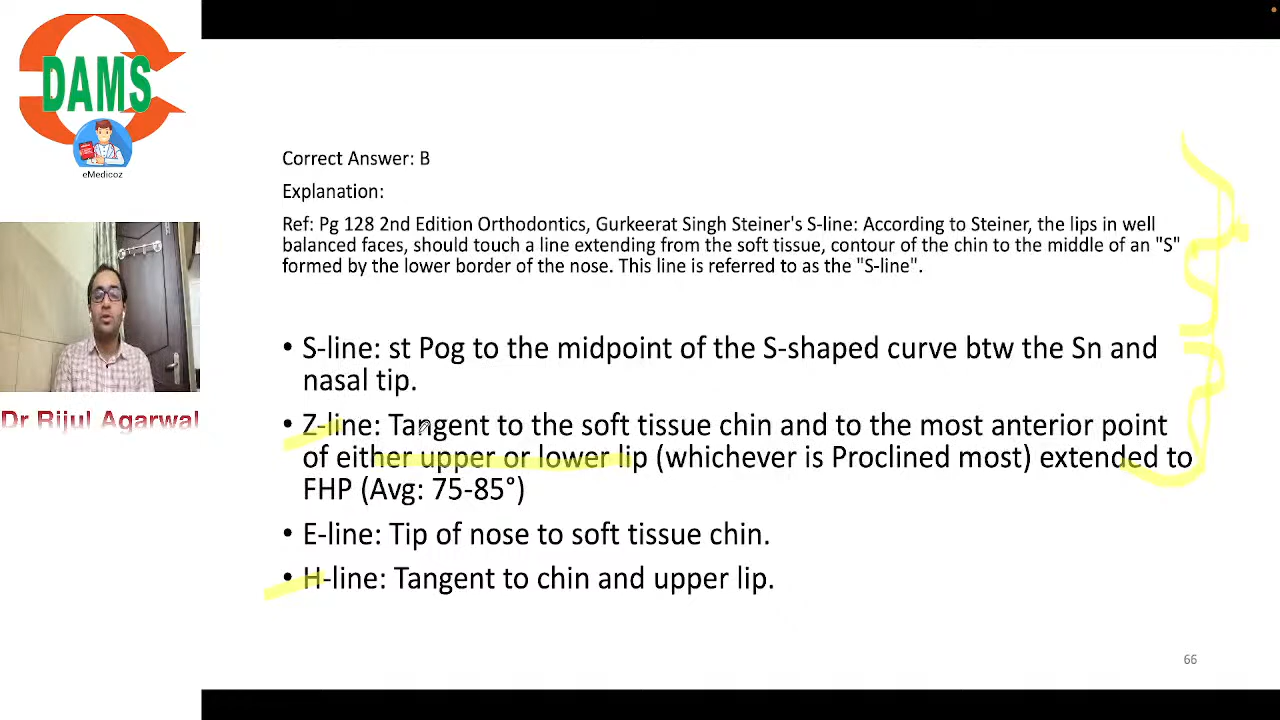 DAMS
eMedicoz
Dr Rijul Agarwal
Correct Answer: B
Explanation:
Ref: Pg 128 2nd Edition Orthodontics, Gurkeerat Singh Steiner's S-line: According to Steiner, the lips in well
balanced faces, should touch a line extending from the soft tissue, contour of the chin to the middle of an "S"
formed by the lower border of the nose. This line is referred to as the "S-line".
• S-line: st Pog to the midpoint of the S-shaped curve btw the Sn and
nasal tip.
• Z-line: Tangent to the soft tissue chin and to the most anterior point
of either upper or lower lip (whichever is Proclined most) extended to
FHP (Avg: 75-85°)
• E-line: Tip of nose to soft tissue chin.
• H-line: Tangent to chin and upper lip.
66